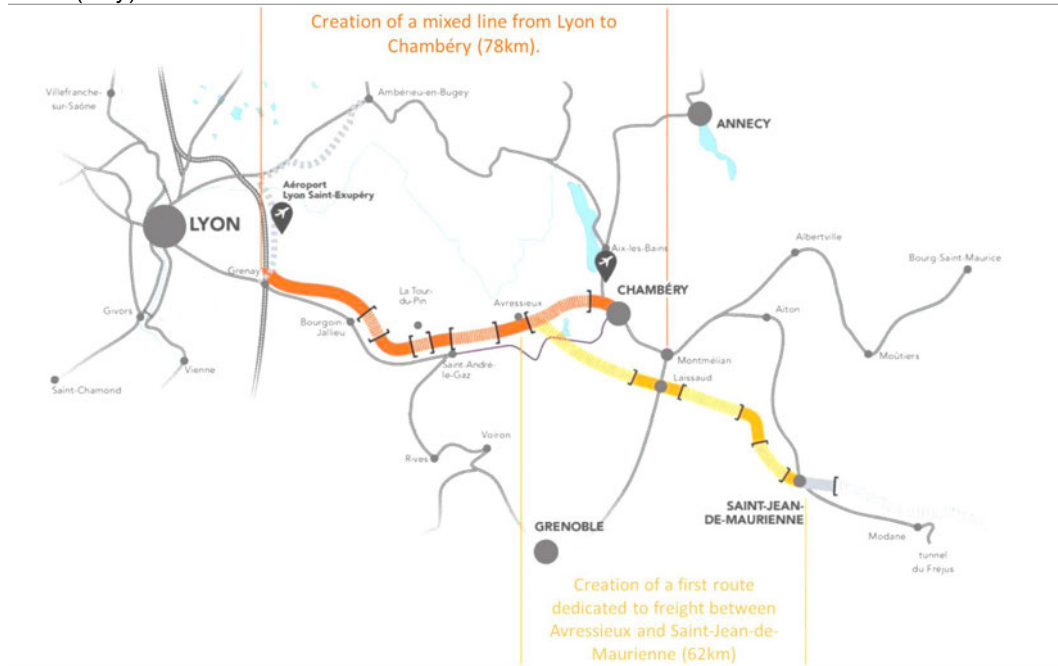 Creation of a mixed line from Lyon to
Chambéry (78km).
Villefranche-
sur-Saône
Ambérieu-en-Bugey
ANNECY
Aéroport
Lyon Saint-Exupéry
LYON
Aix-les-Bains
Albertville
Bourg-Saint-Maurice
Grenay
La Tour-
du-Pin
Avressieux
CHAMBÉRY
Givors
Bourgoin-
Jallieu
Aiton
Vienne
Saint-André-
le-Gaz
Montmélian
Moûtiers
Laissaud
Saint-Chamond
Voiron
Rives
SAINT-JEAN-
DE-MAURIENNE
GRENOBLE
Modane
tunnel
du Fréjus
Creation of a first route
dedicated to freight between
Avressieux and Saint-Jean-de-
Maurienne (62km)